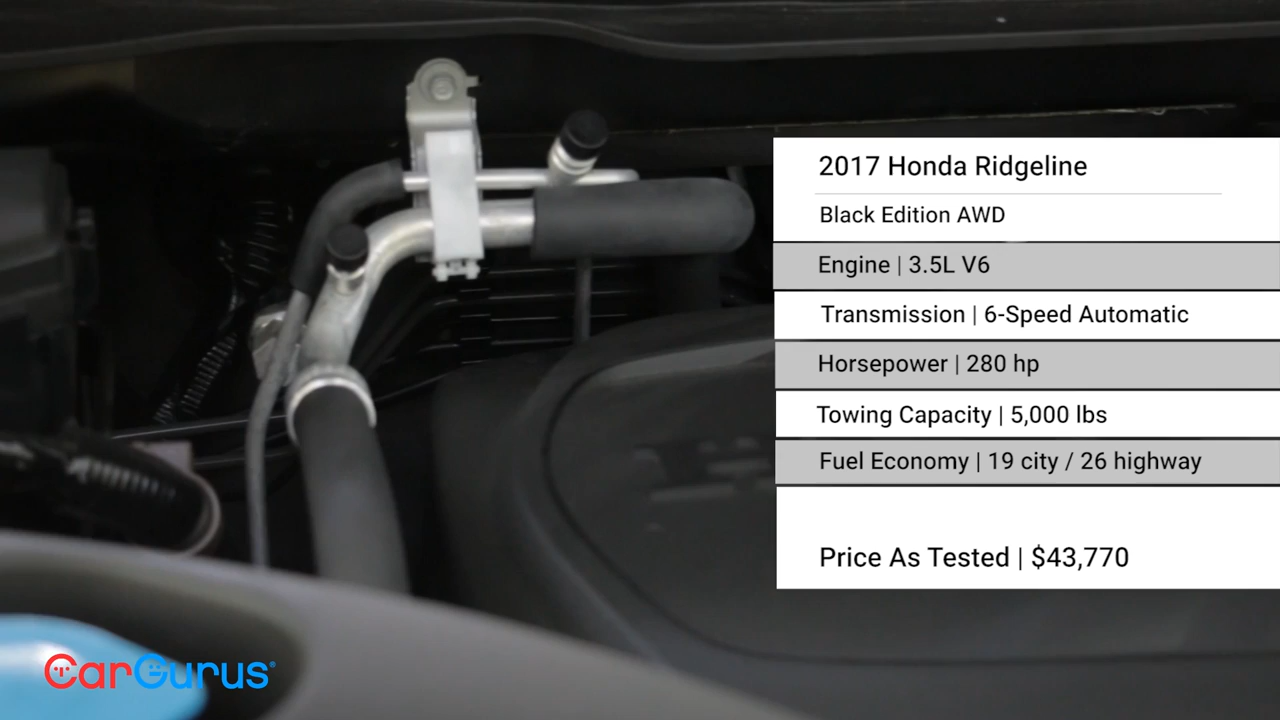 2017 Honda Ridgeline
Black Edition AWD
Engine | 3.5L V6
Transmission | 6-Speed Automatic
Horsepower | 280 hp
Towing Capacity | 5,000 lbs
Fuel Economy | 19 city / 26 highway
Price As Tested | $43,770
CarGurus®